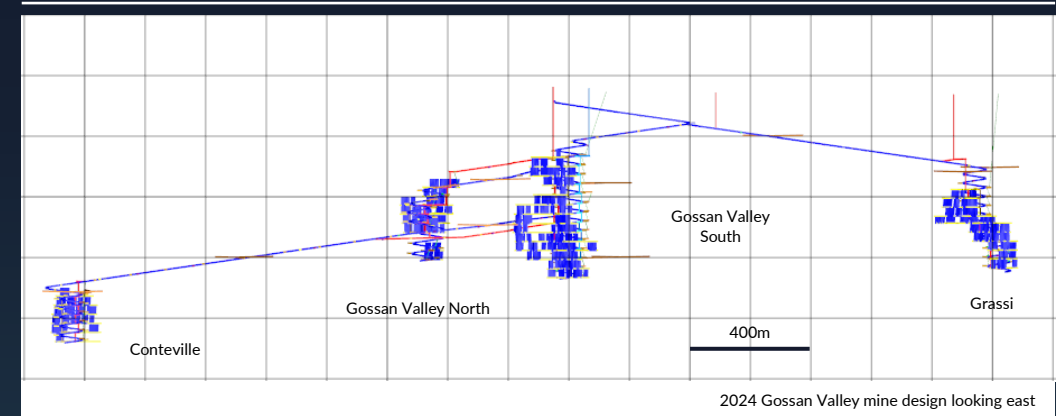 Gossan Valley
South
Gossan Valley North
Grassi
400m
Conteville
2024 Gossan Valley mine design looking east